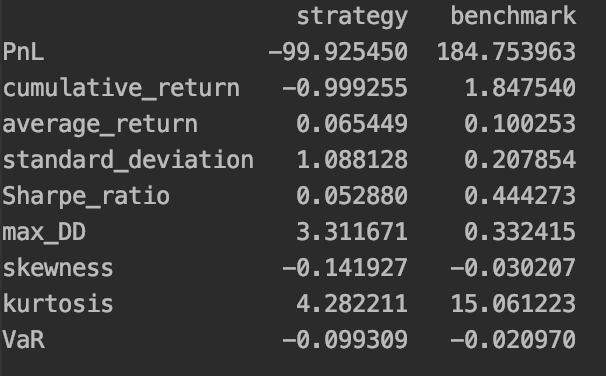 strategy benchmark
PnL -99.925450 184.753963
cumulative_return -0.999255 1.847540
average_return 0.065449 0.100253
standard_deviation 1.088128 0.207854
Sharpe_ratio 0.052880 0.444273
max_DD 3.311671 0.332415
skewness -0.141927 -0.030207
kurtosis 4.282211 15.061223
VaR -0.099309 -0.020970